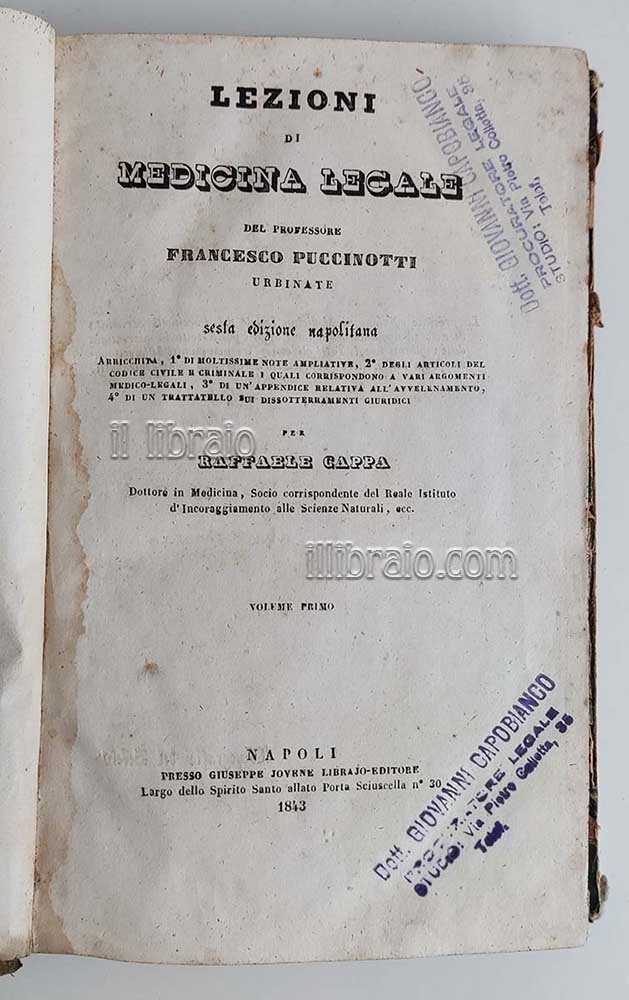 LEZIONI
DI
MEDICINA LEGALE
DEL PROFESSORE
FRANCESCO PUCCINOTTI
URBINATE
sesta edizione napolitana
ARRICCHITA, 1° DI MOLTISSIME NOTE AMPLIATIVE, 2° DEGLI ARTICOLI DEL
CODICE CIVILE E CRIMINALE I QUALI CORRISPONDONO A VARI ARGOMENTI
MEDICO-LEGALI, 3° DI UN'APPENDICE RELATIVA ALL'AVVELENAMENTO,
4° DI UN TRATTATELLO SUI DISSOTTERRAMENTI GIURIDICI
PER
il libraio
RAFFAELE CAPPA
Dottore in Medicina, Socio corrispondente del Reale Istituto
d'Incoraggiamento alle Scienze Naturali, ecc.
illibraio.com
VOLUME PRIMO
NAPOLI
PRESSO GIUSEPPE JOVENE LIBRAJO-EDITORE
Largo dello Spirito Santo allato Porta Sciuscella n° 30
1843
Dott. GIOVANNI CAPOBIANCO
PROCURATORE LEGALE
STUDIO: Via Pietro Colletta, 96
Telef.
Dott. GIOVANNI CAPOBIANCO
PROCURATORE LEGALE
STUDIO: Via Pietro Colletta,
Telef.